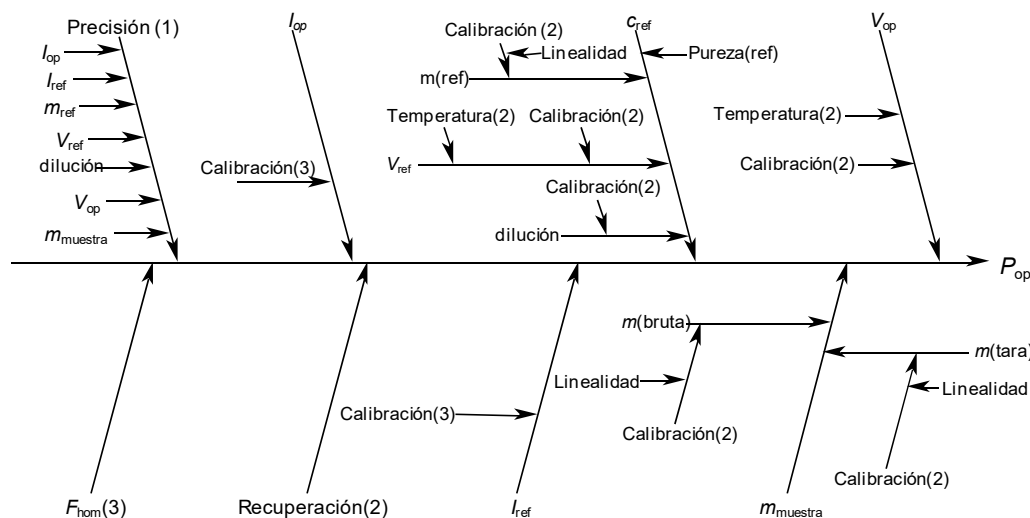 Precisión (1)
I_op
c_ref
V_op
Calibración (2)
Linealidad
Pureza(ref)
I_op
I_ref
m(ref)
m_ref
Temperatura(2)
Calibración(2)
Temperatura(2)
V_ref
dilución
Calibración(3)
V_ref
Calibración(2)
Calibración(2)
V_op
m_muestra
dilución
P_op
m(bruta)
m(tara)
Linealidad
Linealidad
Calibración(3)
Calibración(2)
Calibración(2)
F_hom(3)
Recuperación(2)
I_ref
m_muestra